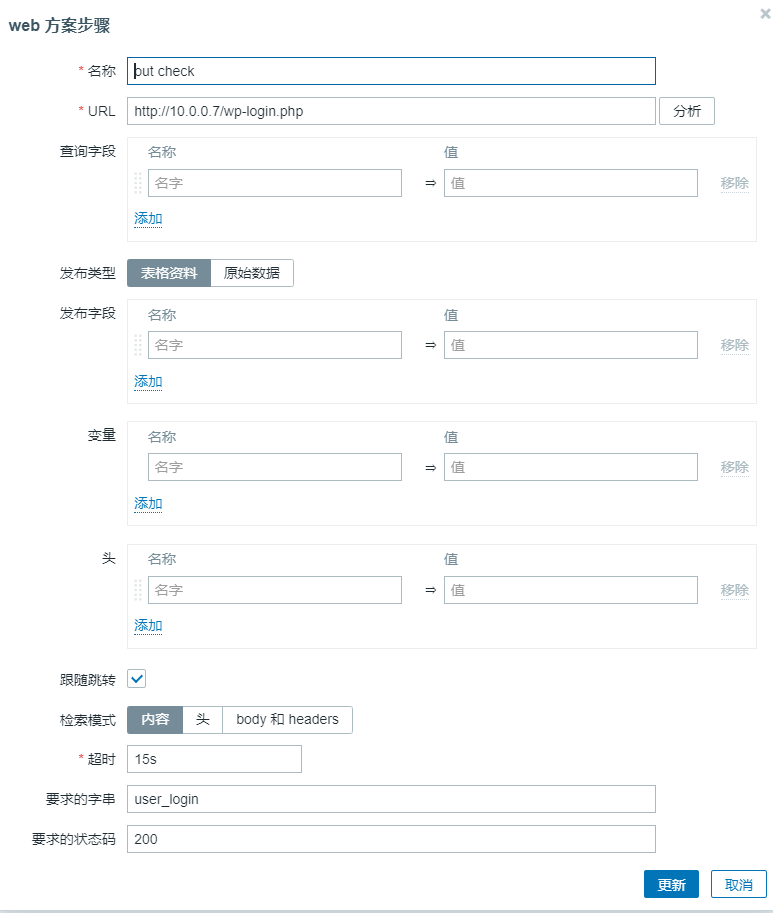 web 方案步骤
* 名称 out check
* URL http://10.0.0.7/wp-login.php 分析
查询字段 名称 值
名字 ⇒ 值 移除
添加
发布类型 表格资料 原始数据
发布字段 名称 值
名字 ⇒ 值 移除
添加
变量 名称 值
名字 ⇒ 值 移除
添加
头 名称 值
名字 ⇒ 值 移除
添加
跟随跳转
检索模式 内容 头 body 和 headers
* 超时 15s
要求的字串 user_login
要求的状态码 200
更新 取消